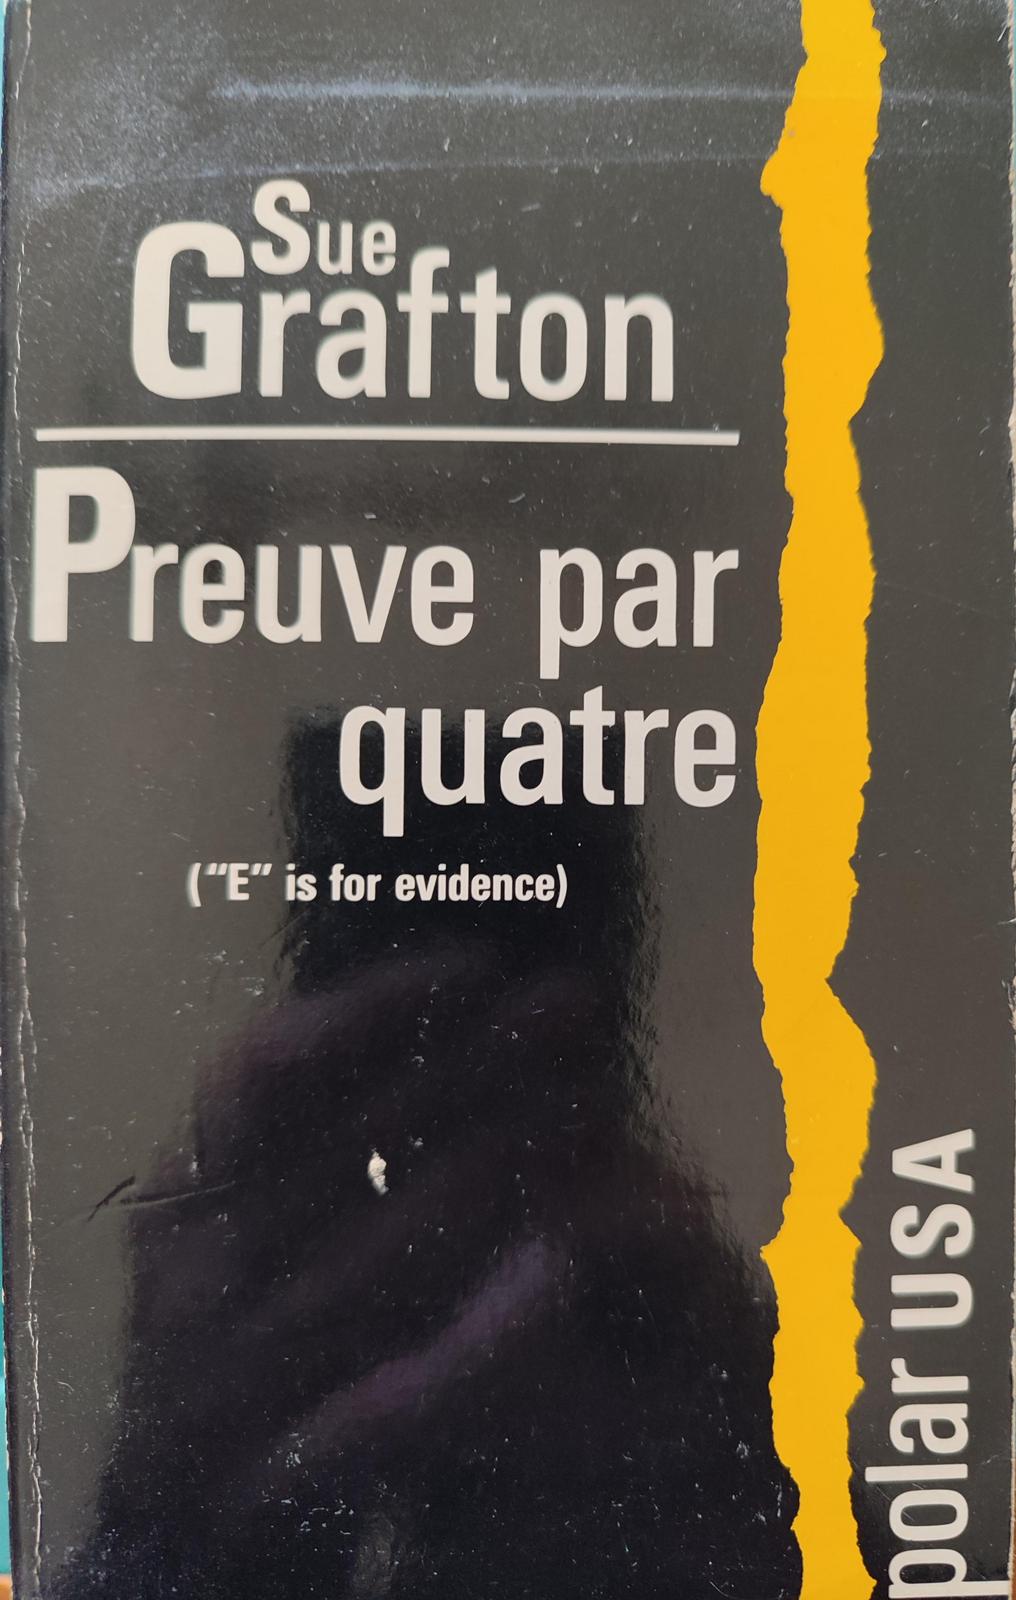 Sue
Grafton
Preuve par
quatre
(“E” is for evidence)
polar USA